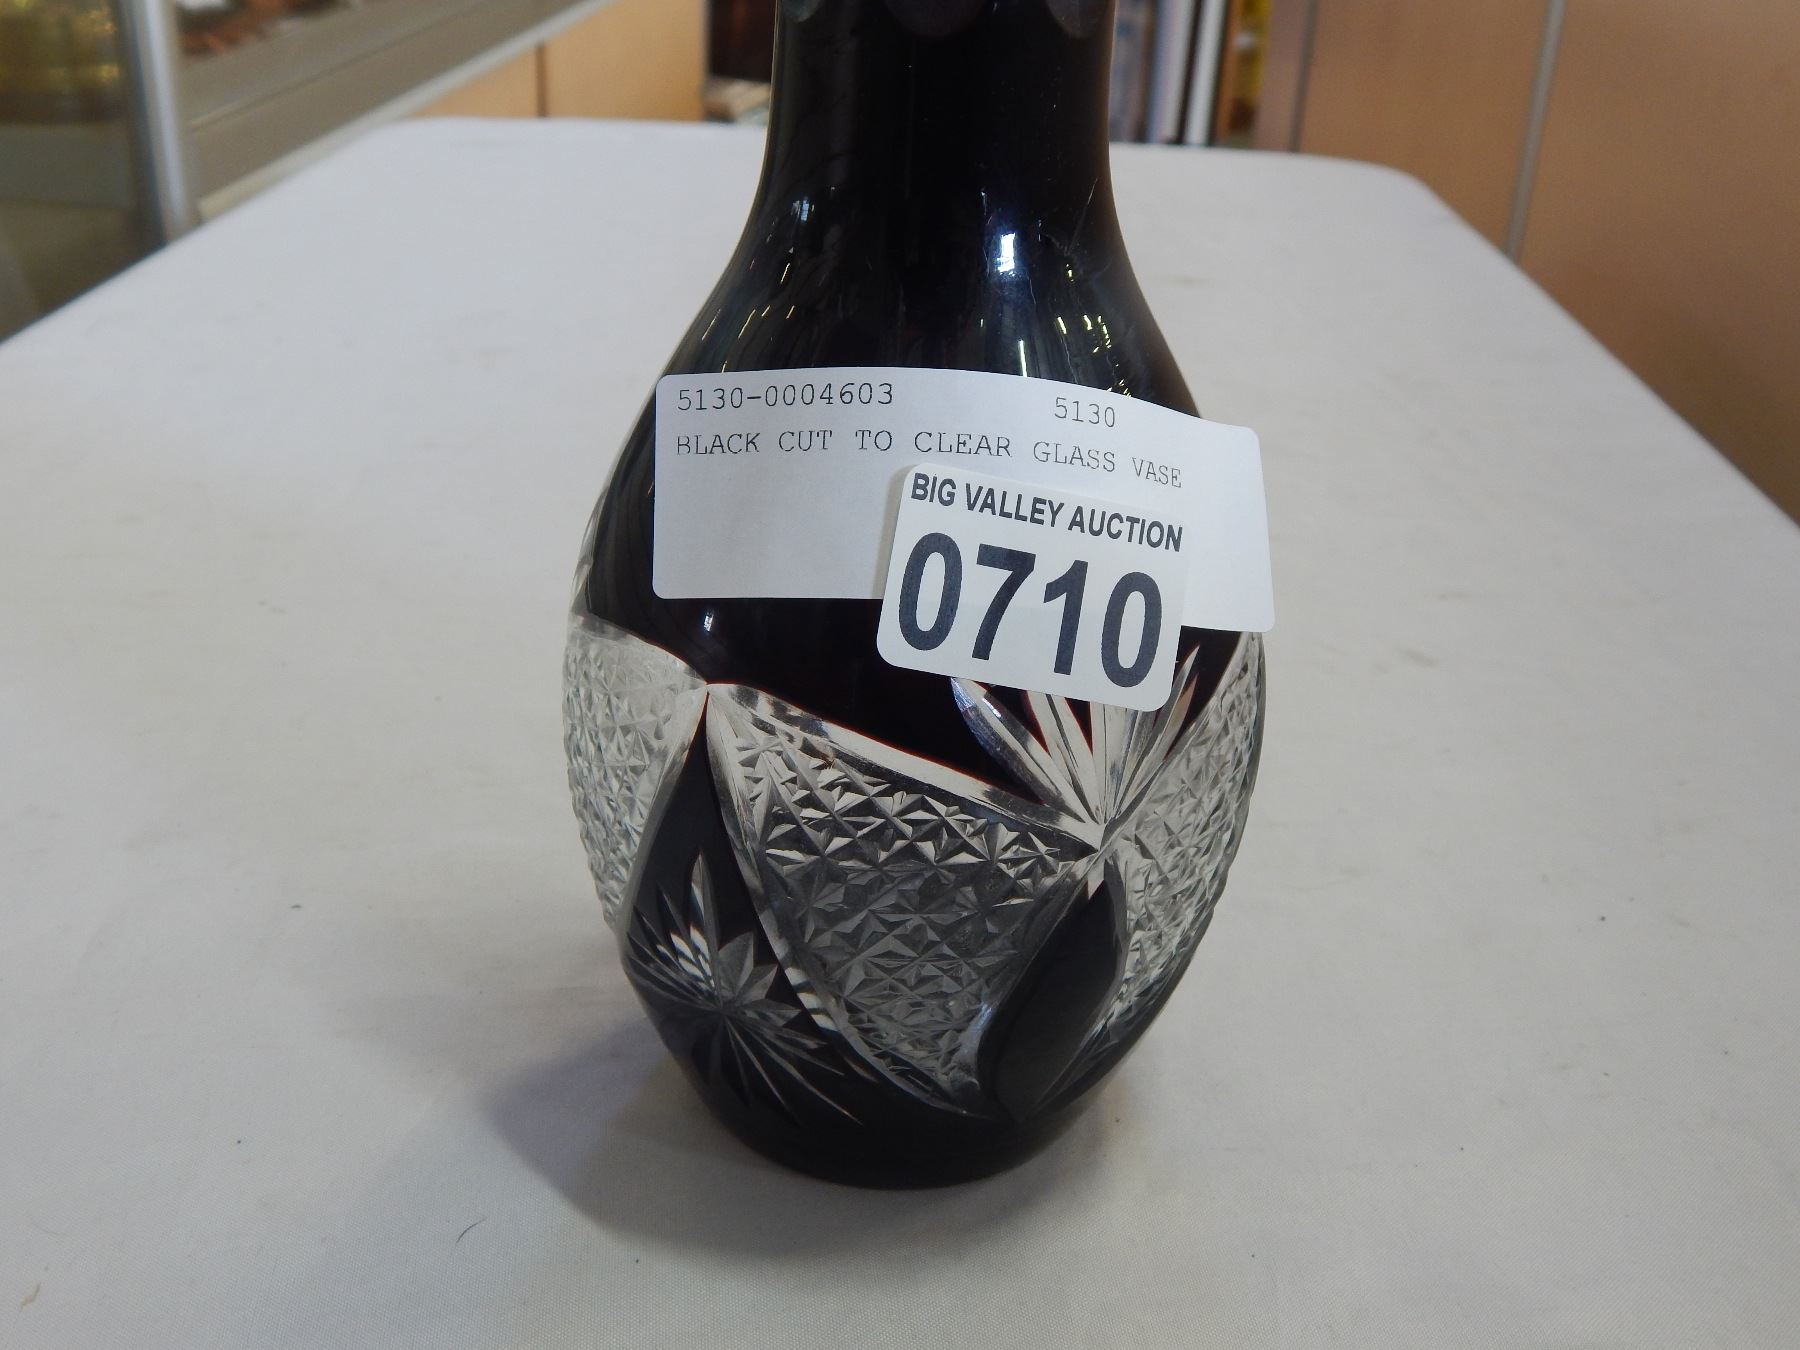 5130-0004603 5130
BLACK CUT TO CLEAR GLASS VASE
BIG VALLEY AUCTION
0710